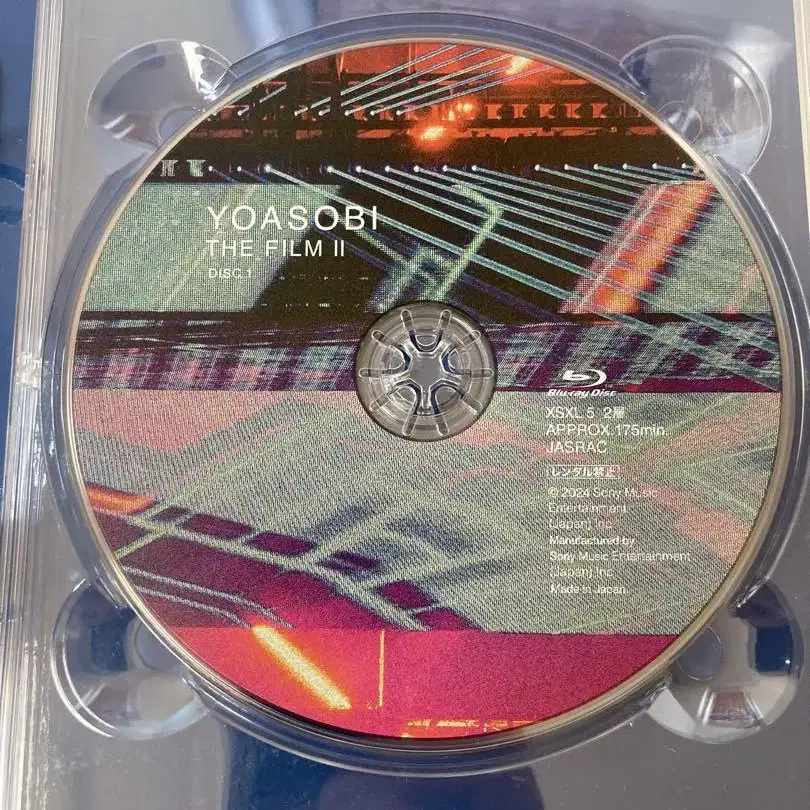 YOASOBI
THE FILM II
DISC 1
Blu-ray Disc
XSXL 5 2層
APPROX.175min.
JASRAC
レンタル禁止
© 2024 Sony Music
Entertainment
(Japan) Inc.
Manufactured by
Sony Music Entertainment
(Japan) Inc.
Made in Japan